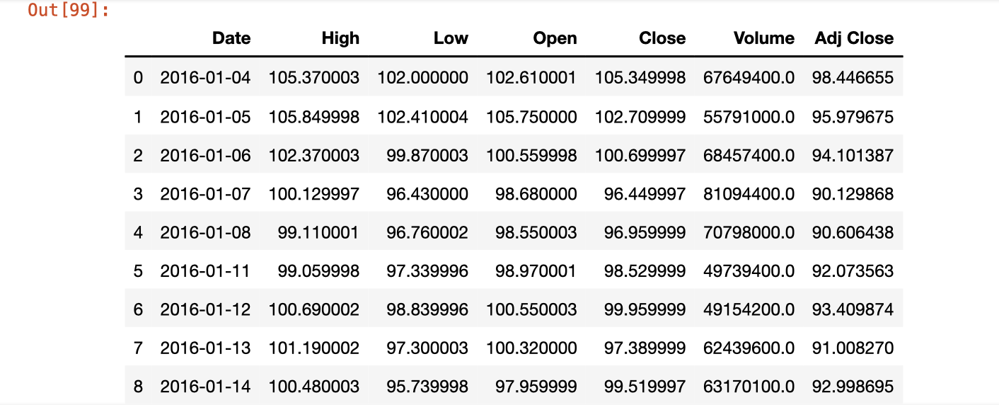 Out[99]:
Date High Low Open Close Volume Adj Close
0 2016-01-04 105.370003 102.000000 102.610001 105.349998 67649400.0 98.446655
1 2016-01-05 105.849998 102.410004 105.750000 102.709999 55791000.0 95.979675
2 2016-01-06 102.370003 99.870003 100.559998 100.699997 68457400.0 94.101387
3 2016-01-07 100.129997 96.430000 98.680000 96.449997 81094400.0 90.129868
4 2016-01-08 99.110001 96.760002 98.550003 96.959999 70798000.0 90.606438
5 2016-01-11 99.059998 97.339996 98.970001 98.529999 49739400.0 92.073563
6 2016-01-12 100.690002 98.839996 100.550003 99.959999 49154200.0 93.409874
7 2016-01-13 101.190002 97.300003 100.320000 97.389999 62439600.0 91.008270
8 2016-01-14 100.480003 95.739998 97.959999 99.519997 63170100.0 92.998695